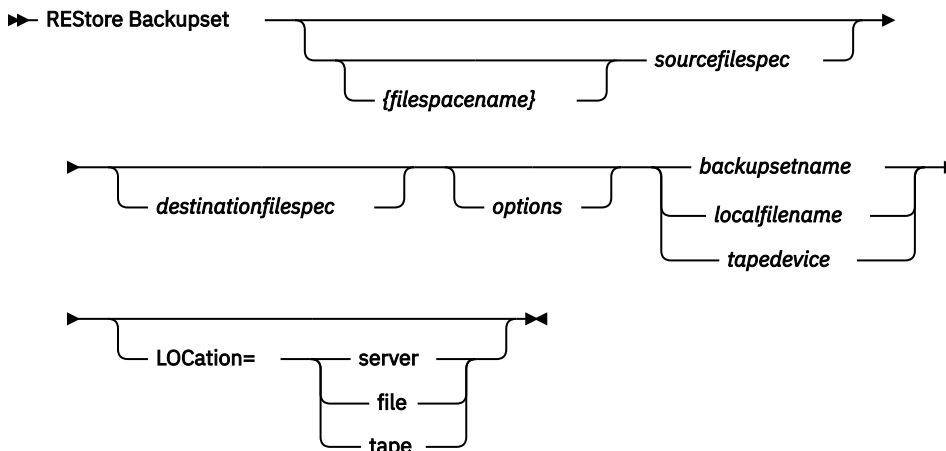 REStore Backupset
sourcefilespec
{filespacename}
destinationfilespec
options
backupsetname
localfilename
tapedevice
LOCation=
server
file
tape